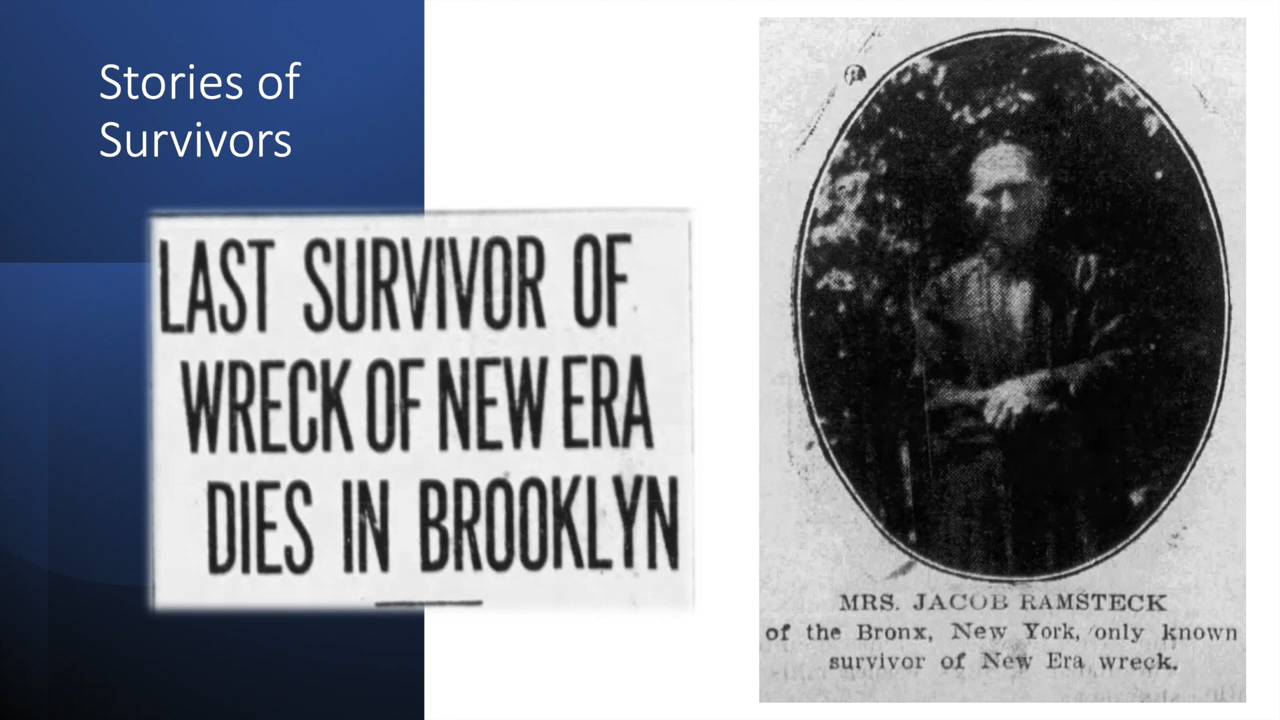 Stories of
Survivors
LAST SURVIVOR OF
WRECK OF NEW ERA
DIES IN BROOKLYN
MRS. JACOB RAMSTECK
of the Bronx, New York, only known
survivor of New Era wreck.